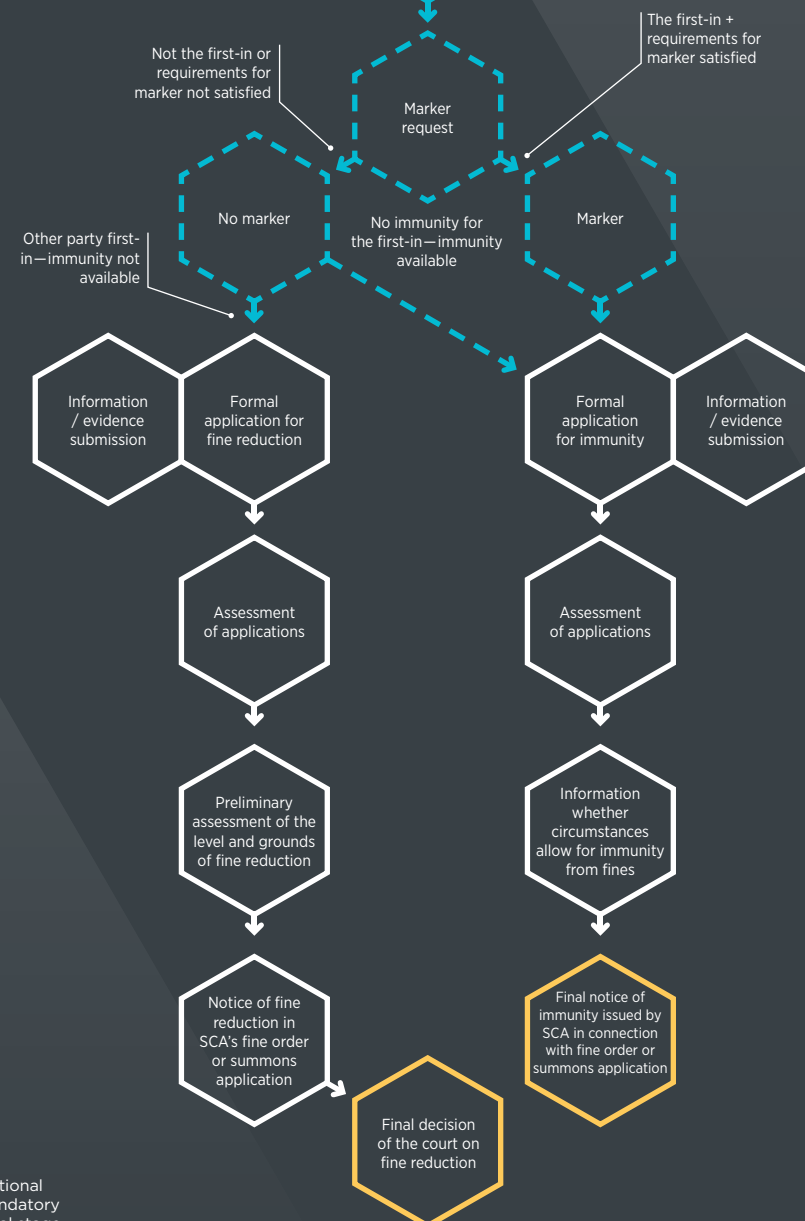 The first-in +
requirements for
marker satisfied
Not the first-in or
requirements for
marker not satisfied
Marker
request
No marker
No immunity for
the first-in—immunity
available
Marker
Other party first-
in—immunity not
available
Information
/ evidence
submission
Formal
application for
fine reduction
Formal
application
for immunity
Information
/ evidence
submission
Assessment
of applications
Assessment
of applications
Preliminary
assessment of the
level and grounds
of fine reduction
Information
whether
circumstances
allow for immunity
from fines
Notice of fine
reduction in
SCA's fine order
or summons
application
Final notice of
immunity issued by
SCA in connection
with fine order or
summons application
Final decision
of the court on
fine reduction
tional
ndatory